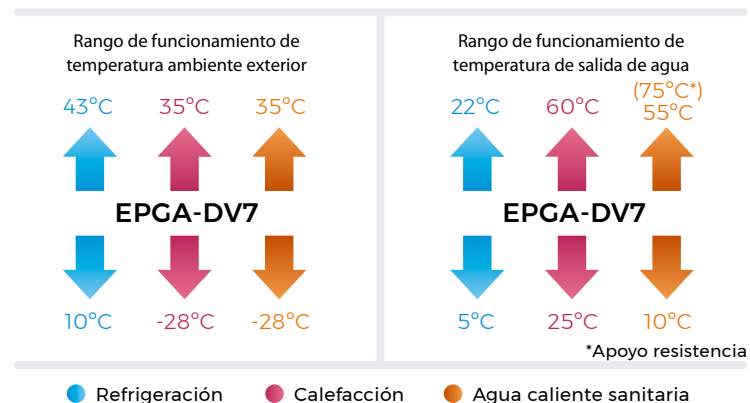 Rango de funcionamiento de
temperatura ambiente exterior
43°C 35°C 35°C
EPGA-DV7
10°C -28°C -28°C
Rango de funcionamiento de
temperatura de salida de agua
(75°C*)
22°C 60°C 55°C
EPGA-DV7
5°C 25°C 10°C
*Apoyo resistencia
Refrigeración Calefacción Agua caliente sanitaria